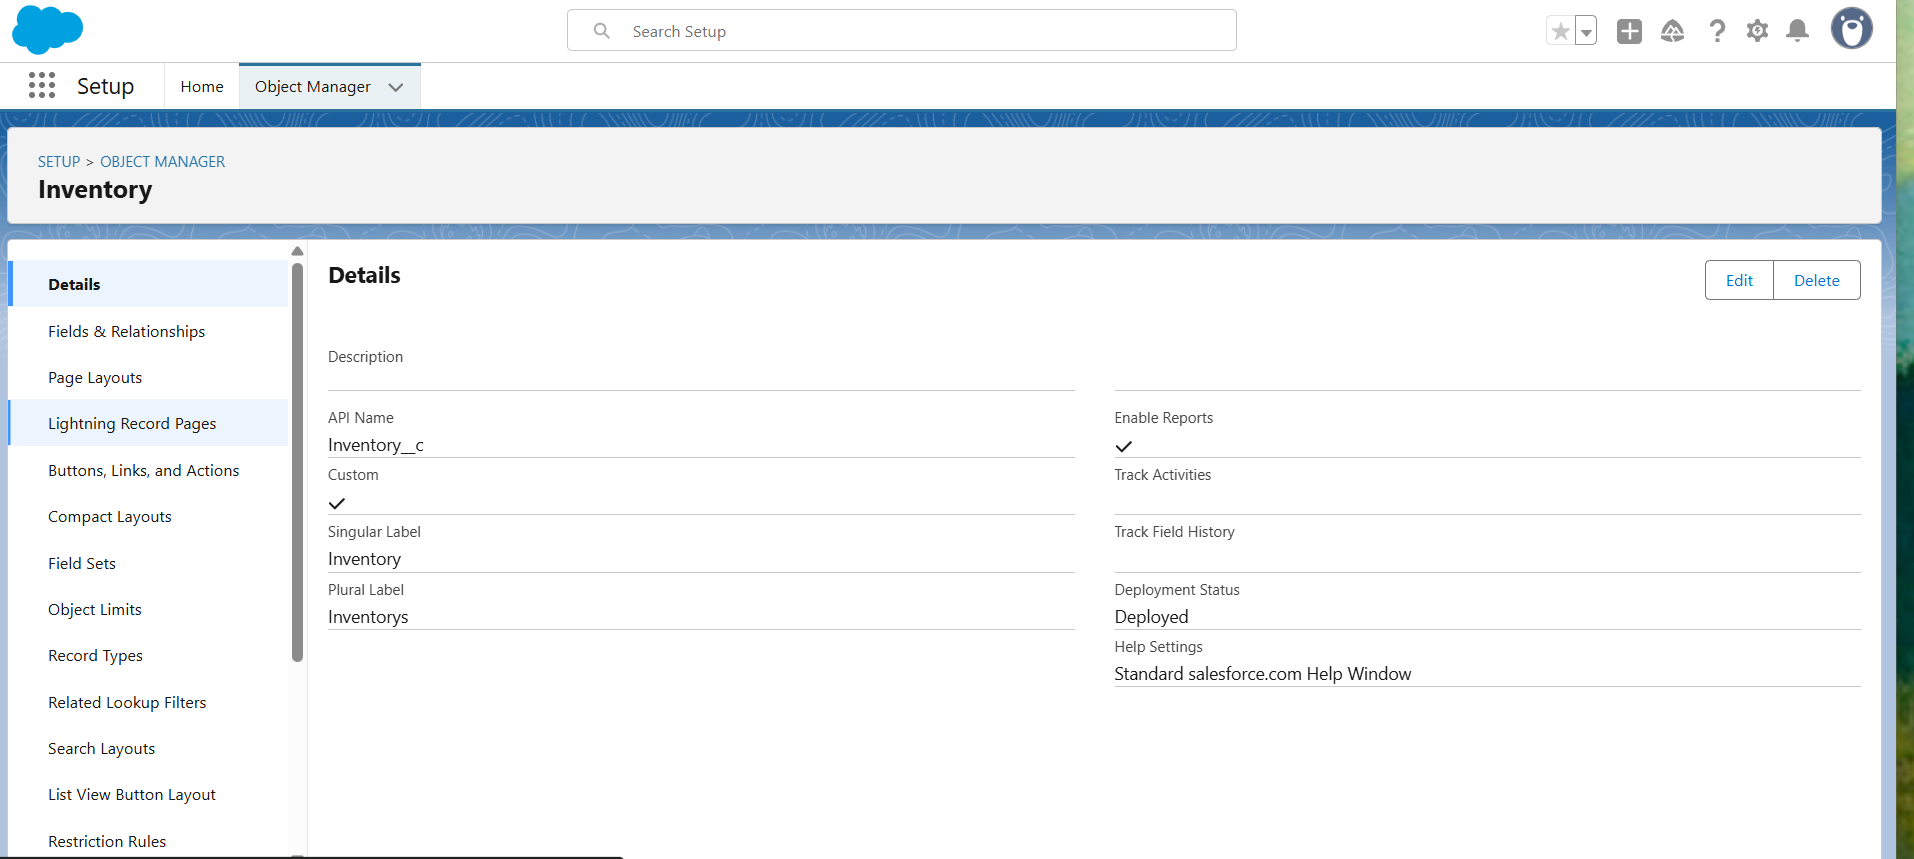 Search Setup
Setup
Home
Object Manager
SETUP > OBJECT MANAGER
Inventory
Details
Fields & Relationships
Page Layouts
Lightning Record Pages
Buttons, Links, and Actions
Compact Layouts
Field Sets
Object Limits
Record Types
Related Lookup Filters
Search Layouts
List View Button Layout
Restriction Rules
Details
Edit
Delete
Description
API Name
Inventory__c
Custom
Singular Label
Inventory
Plural Label
Inventorys
Enable Reports
Track Activities
Track Field History
Deployment Status
Deployed
Help Settings
Standard salesforce.com Help Window